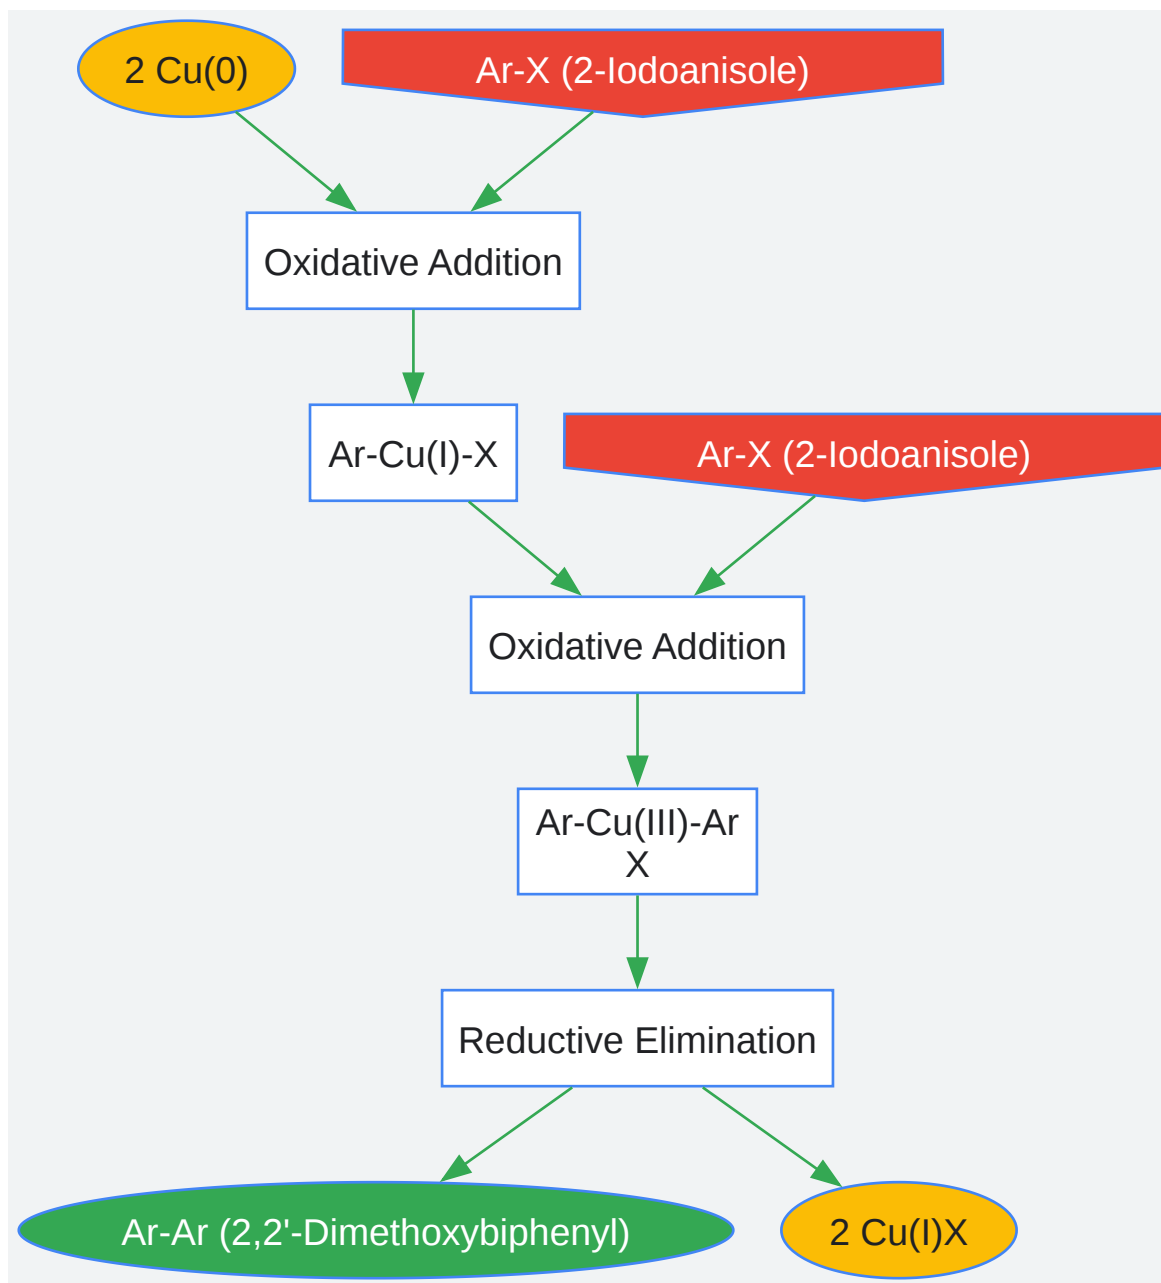 2 Cu(0)
Ar-X (2-Iodoanisole)
Oxidative Addition
Ar-Cu(I)-X
Ar-X (2-Iodoanisole)
Oxidative Addition
Ar-Cu(III)-Ar
X
Reductive Elimination
Ar-Ar (2,2'-Dimethoxybiphenyl)
2 Cu(I)X